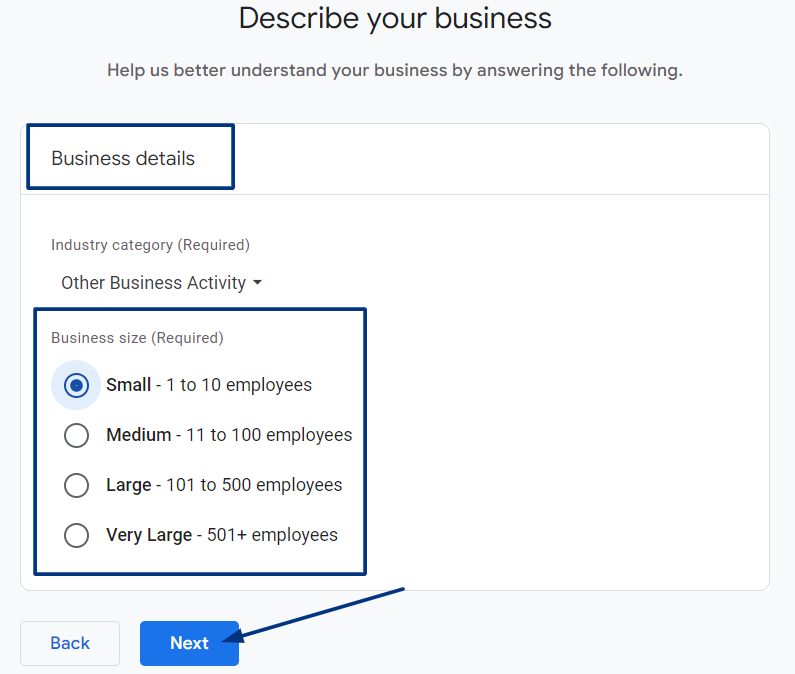 Describe your business
Help us better understand your business by answering the following.
Business details
Industry category (Required)
Other Business Activity
Business size (Required)
Small - 1 to 10 employees
Medium - 11 to 100 employees
Large - 101 to 500 employees
Very Large - 501+ employees
Back
Next